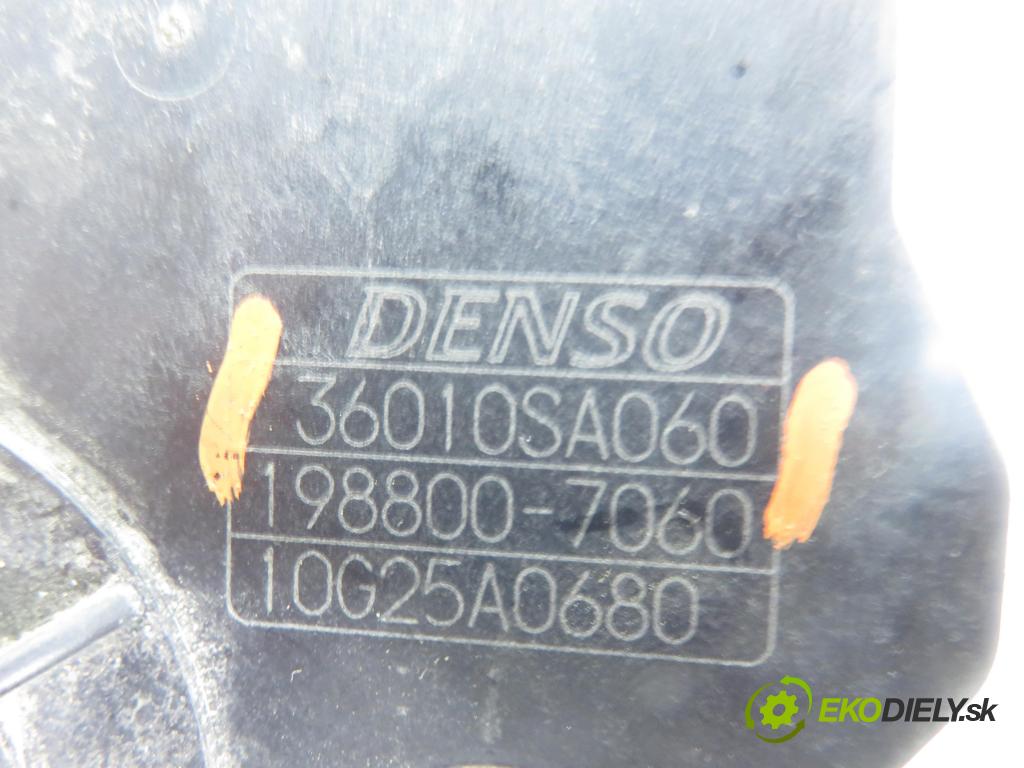 DENSO
36010SA060
198800-7060
10G25A0680
EKODIELY.sk